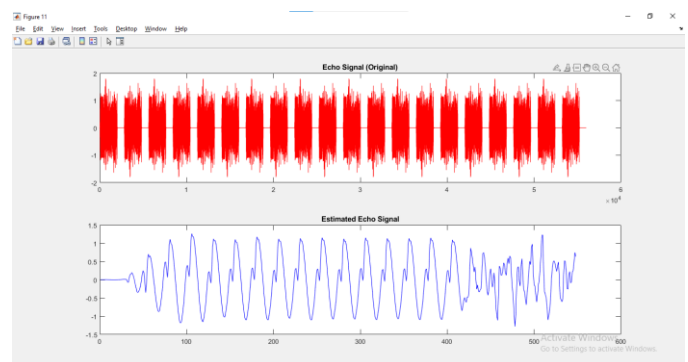 Figure 11
File Edit View Insert Tools Desktop Window Help
Echo Signal (Original)
2
1
0
-1
-2
0 1 2 3 4 5 6
× 10⁴
Estimated Echo Signal
1.5
1
0.5
0
-0.5
-1
-1.5
0 100 200 300 400 500 600
Activate Windows
Go to Settings to activate Windows.